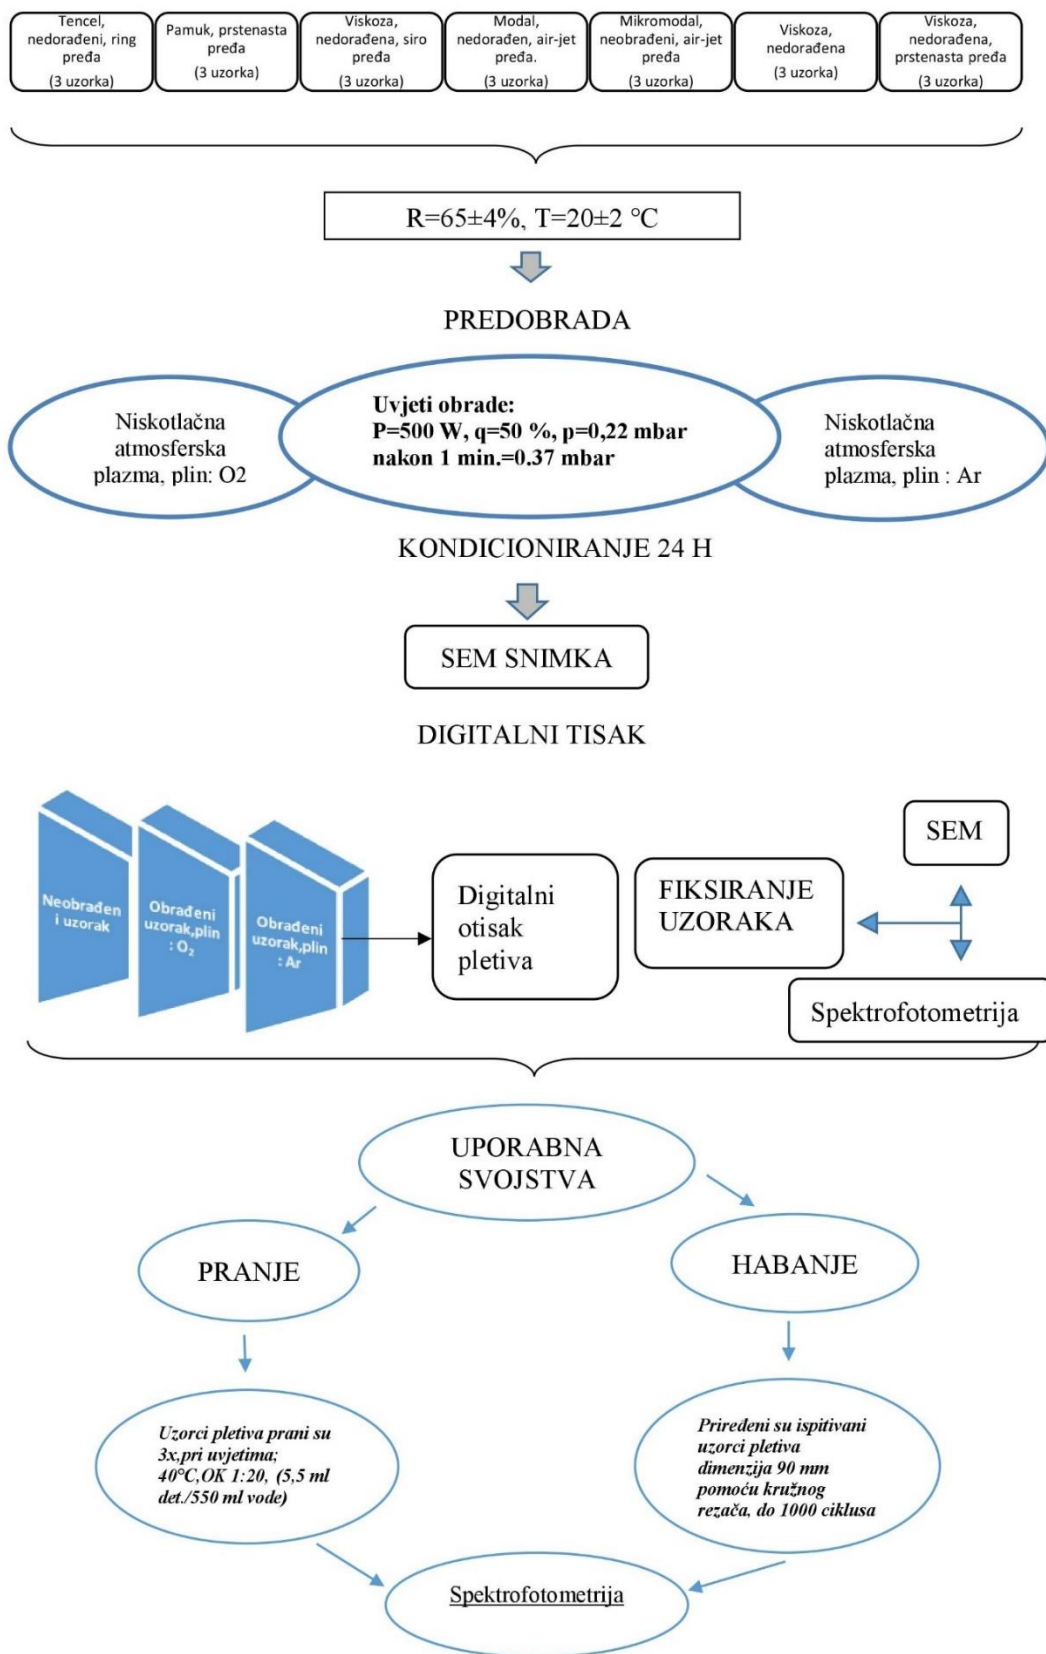 Tencel,
nedorađeni, ring
pređa
(3 uzorka)
Pamuk, prstenasta
pređa
(3 uzorka)
Viskoza,
nedorađena, siro
pređa
(3 uzorka)
Modal,
nedorađen, air-jet
pređa.
(3 uzorka)
Mikromodal,
neobrađeni, air-jet
pređa
(3 uzorka)
Viskoza,
nedorađena
(3 uzorka)
Viskoza,
nedorađena,
prstenasta pređa
(3 uzorka)
R=65±4%, T=20±2 °C
PREDOBRADA
Niskotlačna
atmosferska
plazma, plin: O2
Uvjeti obrade:
P=500 W, q=50 %, p=0,22 mbar
nakon 1 min.=0.37 mbar
Niskotlačna
atmosferska
plazma, plin : Ar
KONDICIONIRANJE 24 H
SEM SNIMKA
DIGITALNI TISAK
Neobrađen
i uzorak
Obrađeni
uzorak,plin
: O₂
Obrađeni
uzorak,plin
: Ar
Digitalni
otisak
pletiva
FIKSIRANJE
UZORAKA
SEM
Spektrofotometrija
UPORABNA
SVOJSTVA
PRANJE
HABANJE
Uzorci pletiva prani su
3x,pri uvjetima;
40°C,OK 1:20, (5,5 ml
det./550 ml vode)
Priređeni su ispitivani
uzorci pletiva
dimenzija 90 mm
pomoću kružnog
rezača, do 1000 ciklusa
Spektrofotometrija